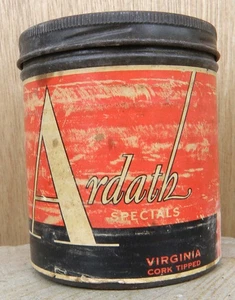 Ardath
SPECIALS
VIRGINIA
CORK TIPPED